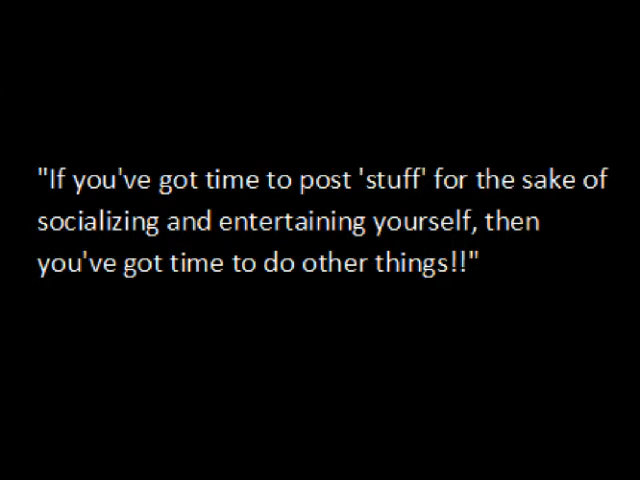 "If you've got time to post 'stuff' for the sake of
socializing and entertaining yourself, then
you've got time to do other things!!"